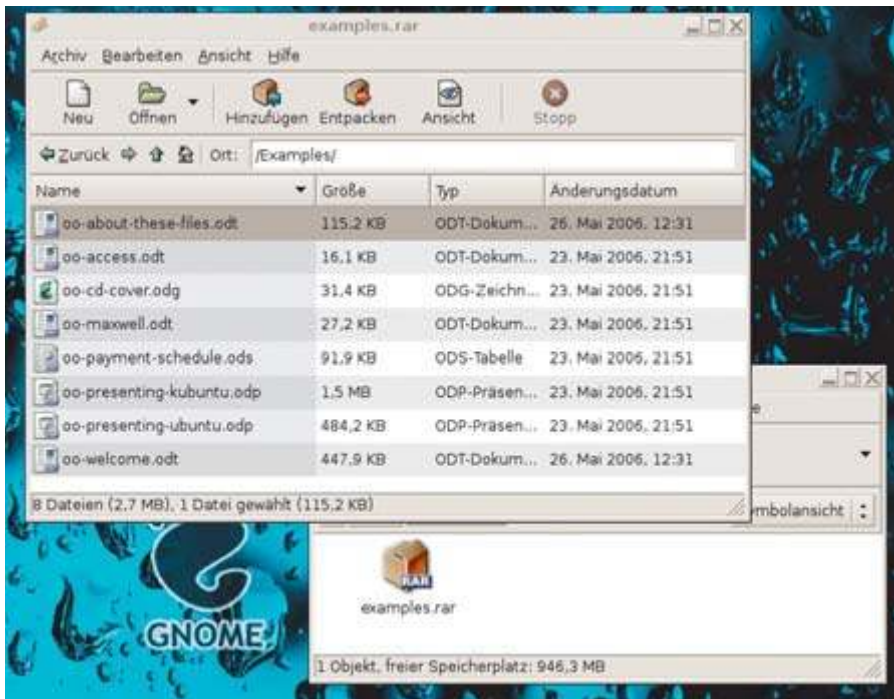 examples.rar
Archiv Bearbeiten Ansicht Hilfe
Neu Öffnen Hinzufügen Entpacken Ansicht Stopp
Zurück Ort: /Examples/
Name Größe Typ Änderungsdatum
oo-about-these-files.odt 115,2 KB ODT-Dokum... 26. Mai 2006, 12:31
oo-access.odt 16,1 KB ODT-Dokum... 23. Mai 2006, 21:51
oo-cd-cover.odg 31,4 KB ODG-Zeichn... 23. Mai 2006, 21:51
oo-maxwell.odt 27,2 KB ODT-Dokum... 23. Mai 2006, 21:51
oo-payment-schedule.ods 91,9 KB ODS-Tabelle 23. Mai 2006, 21:51
oo-presenting-kubuntu.odp 1,5 MB ODP-Präsen... 23. Mai 2006, 21:51
oo-presenting-ubuntu.odp 484,2 KB ODP-Präsen... 23. Mai 2006, 21:51
oo-welcome.odt 447,9 KB ODT-Dokum... 26. Mai 2006, 12:31
8 Dateien (2,7 MB), 1 Datei gewählt (115,2 KB)
e
mbolansicht
RAR
examples.rar
GNOME
1 Objekt, freier Speicherplatz: 946,3 MB